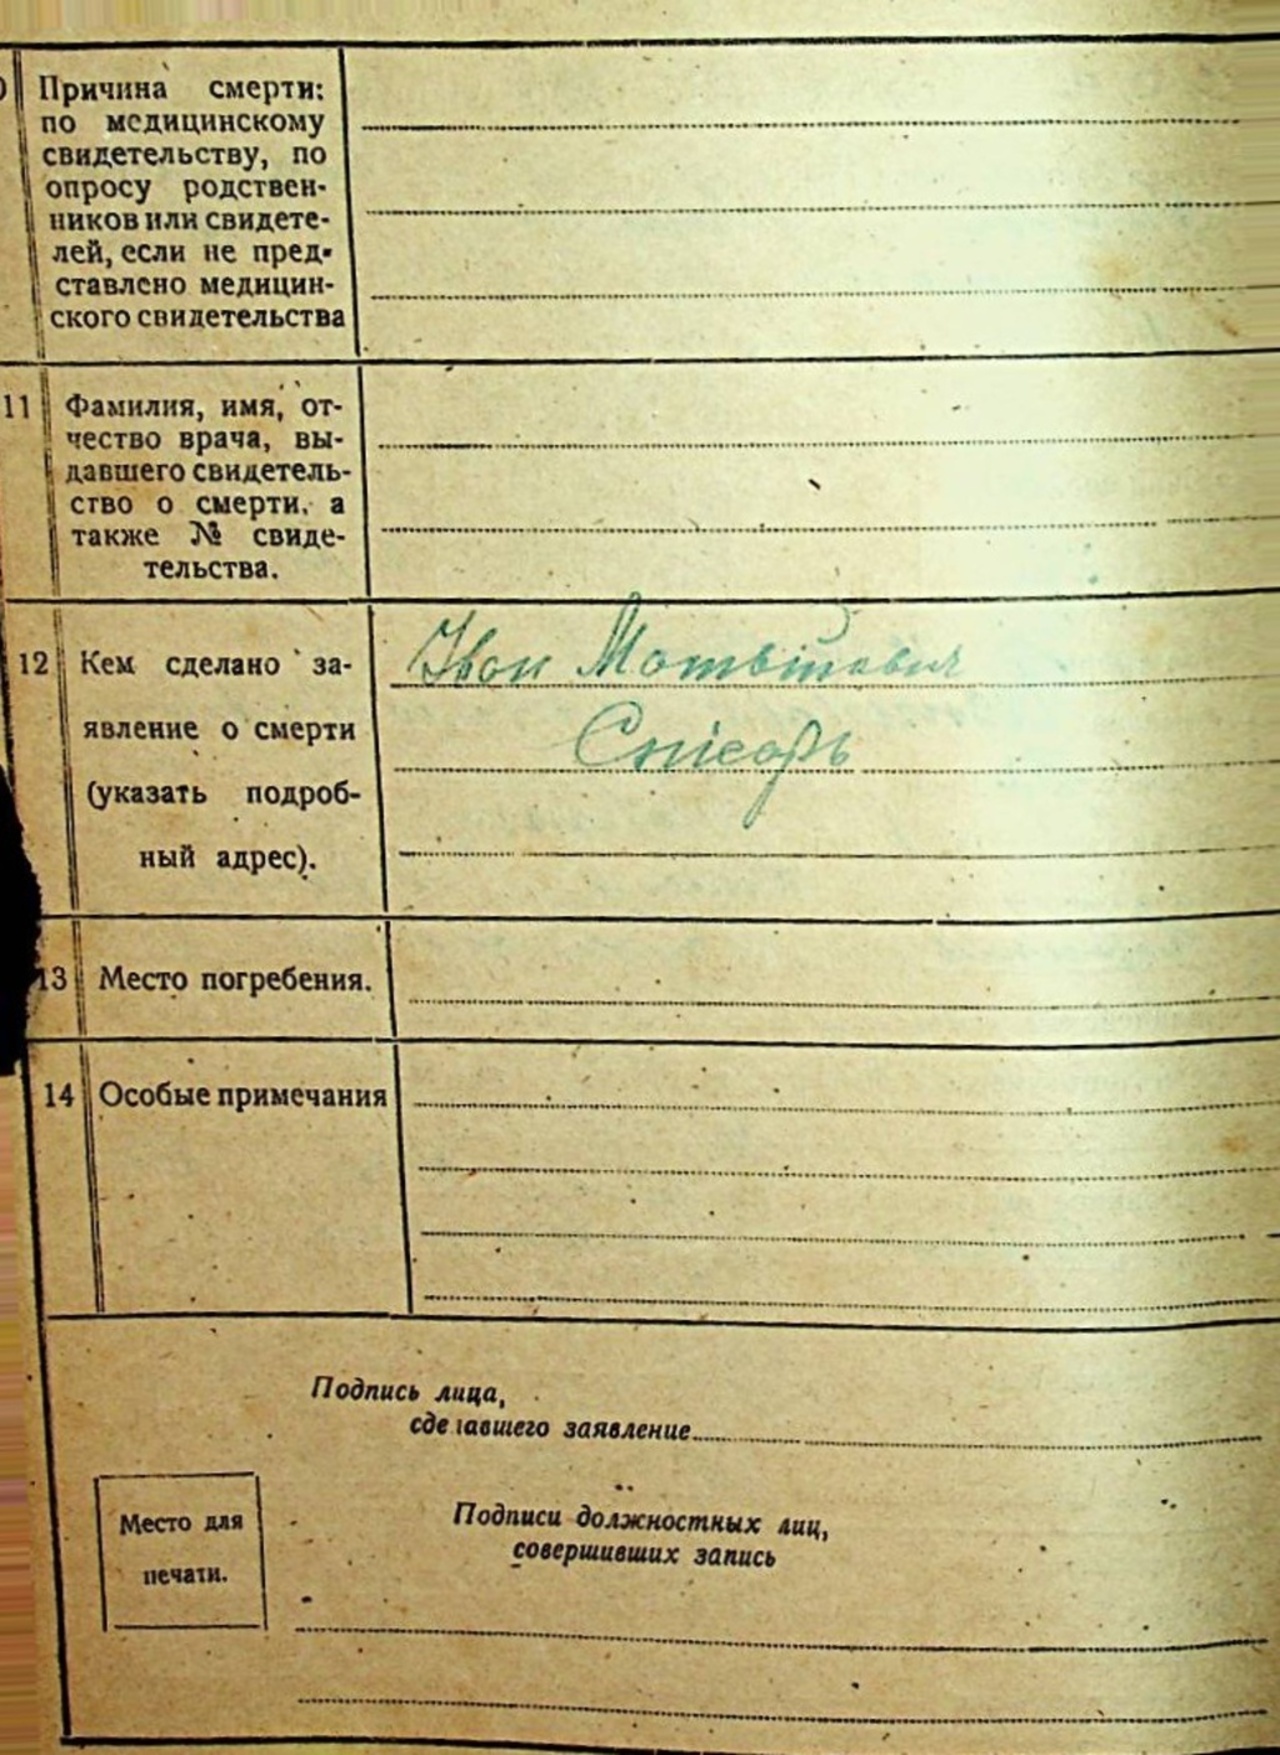 Причина смерти:
по медицинскому
свидетельству, по
опросу родствен-
ников или свидете-
лей, если не пред-
ставлено медицин-
ского свидетельства
11 Фамилия, имя, от-
чество врача, вы-
давшего свидетель-
ство о смерти, а
также № свиде-
тельства.
12 Кем сделано за-
явление о смерти
(указать подроб-
ный адрес).
Іван Мотвійович
13 Место погребения.
14 Особые примечания
Подпись лица,
сделавшего заявление
Место для
печати.
Подписи должностных лиц,
совершивших запись